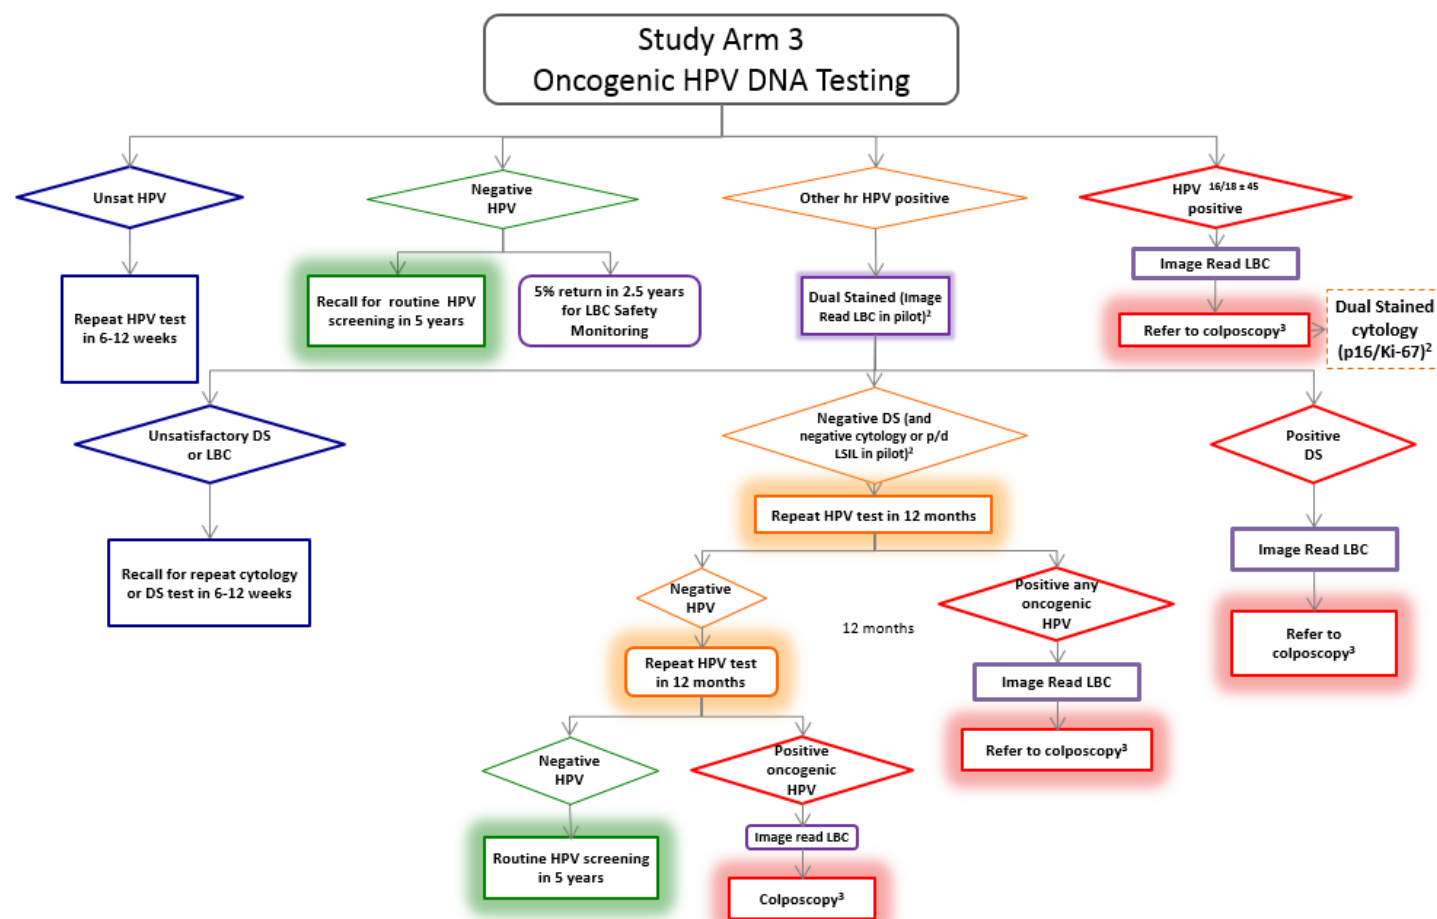 Study Arm 3
Oncogenic HPV DNA Testing
Unsat HPV
Negative
HPV
Other hr HPV positive
HPV 16/18 ± 45
positive
Image Read LBC
Repeat HPV test
in 6-12 weeks
Recall for routine HPV
screening in 5 years
5% return in 2.5 years
for LBC Safety
Monitoring
Dual Stained (Image
Read LBC in pilot)2
Refer to colposcopy3
Dual Stained
cytology
(p16/Ki-67)2
Unsatisfactory DS
or LBC
Negative DS (and
negative cytology or p/d
LSIL in pilot)2
Positive
DS
Repeat HPV test in 12 months
Image Read LBC
Recall for repeat cytology
or DS test in 6-12 weeks
Negative
HPV
12 months
Positive any
oncogenic
HPV
Refer to
colposcopy3
Repeat HPV test
in 12 months
Image Read LBC
Refer to colposcopy3
Negative
HPV
Positive
oncogenic
HPV
Image read LBC
Routine HPV screening
in 5 years
Colposcopy3